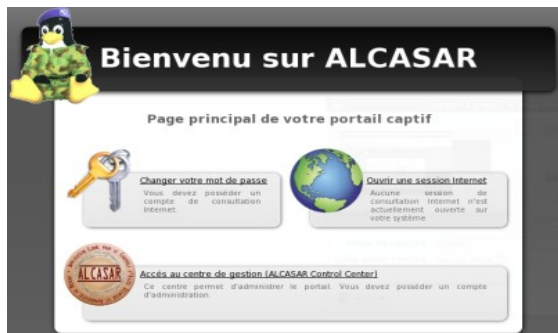 Bienvenu sur ALCASAR
Page principal de votre portail captif
Changer votre mot de passe
Vous devez posséder un
compte de consultation
Internet.
Ouvrir une session Internet
Aucune session de
consultation Internet n'est
actuellement ouverte sur
votre système
ALCASAR
Accés au centre de gestion (ALCASAR Control Center)
Ce centre permet d'administrer le portail. Vous devez posséder un compte
d'administration.